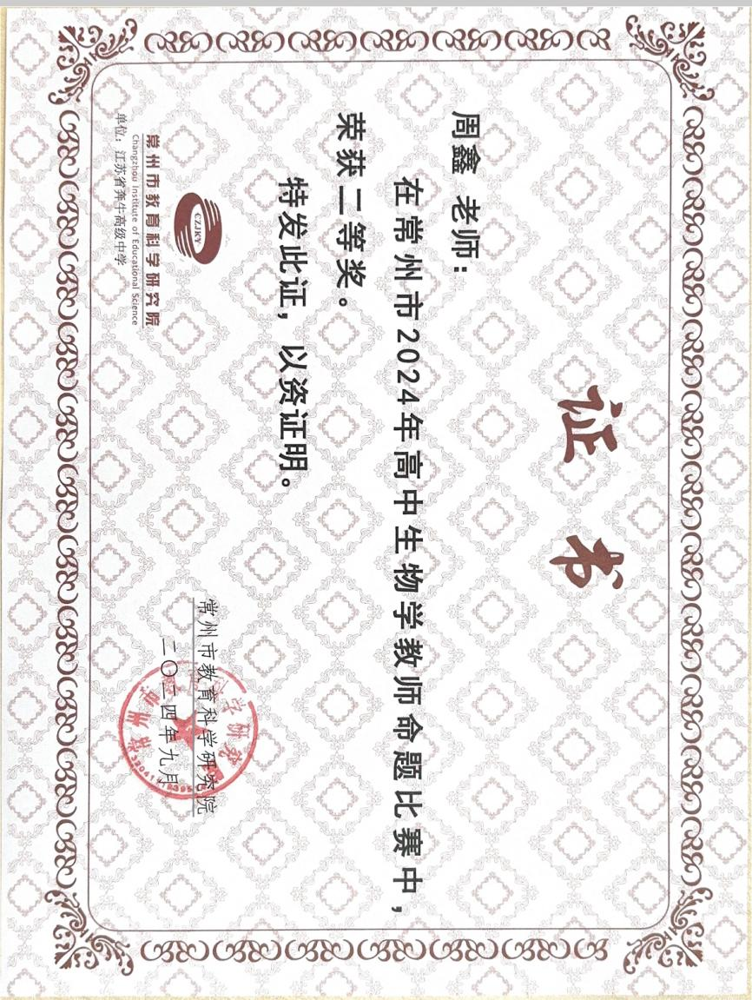 证书
周鑫 老师：
在常州市2024年高中生物学教师命题比赛中，
荣获二等奖。
特发此证，以资证明。
CZJKY
常州市教育科学研究院
Changzhou Institute of Educational Science
单位：江苏省奔牛高级中学
常州市教育科学研究院
二〇二四年九月